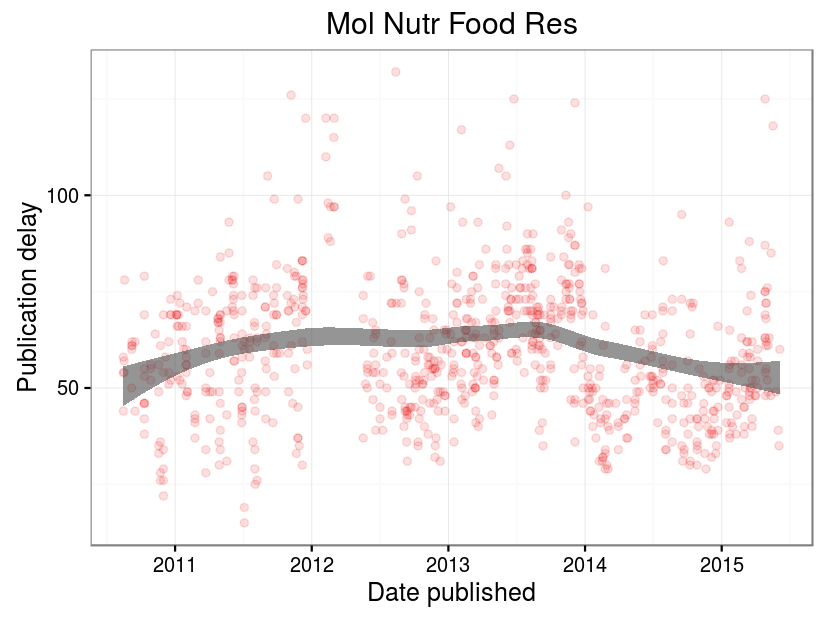 Mol Nutr Food Res
Publication delay
100
50
2011 2012 2013 2014 2015
Date published